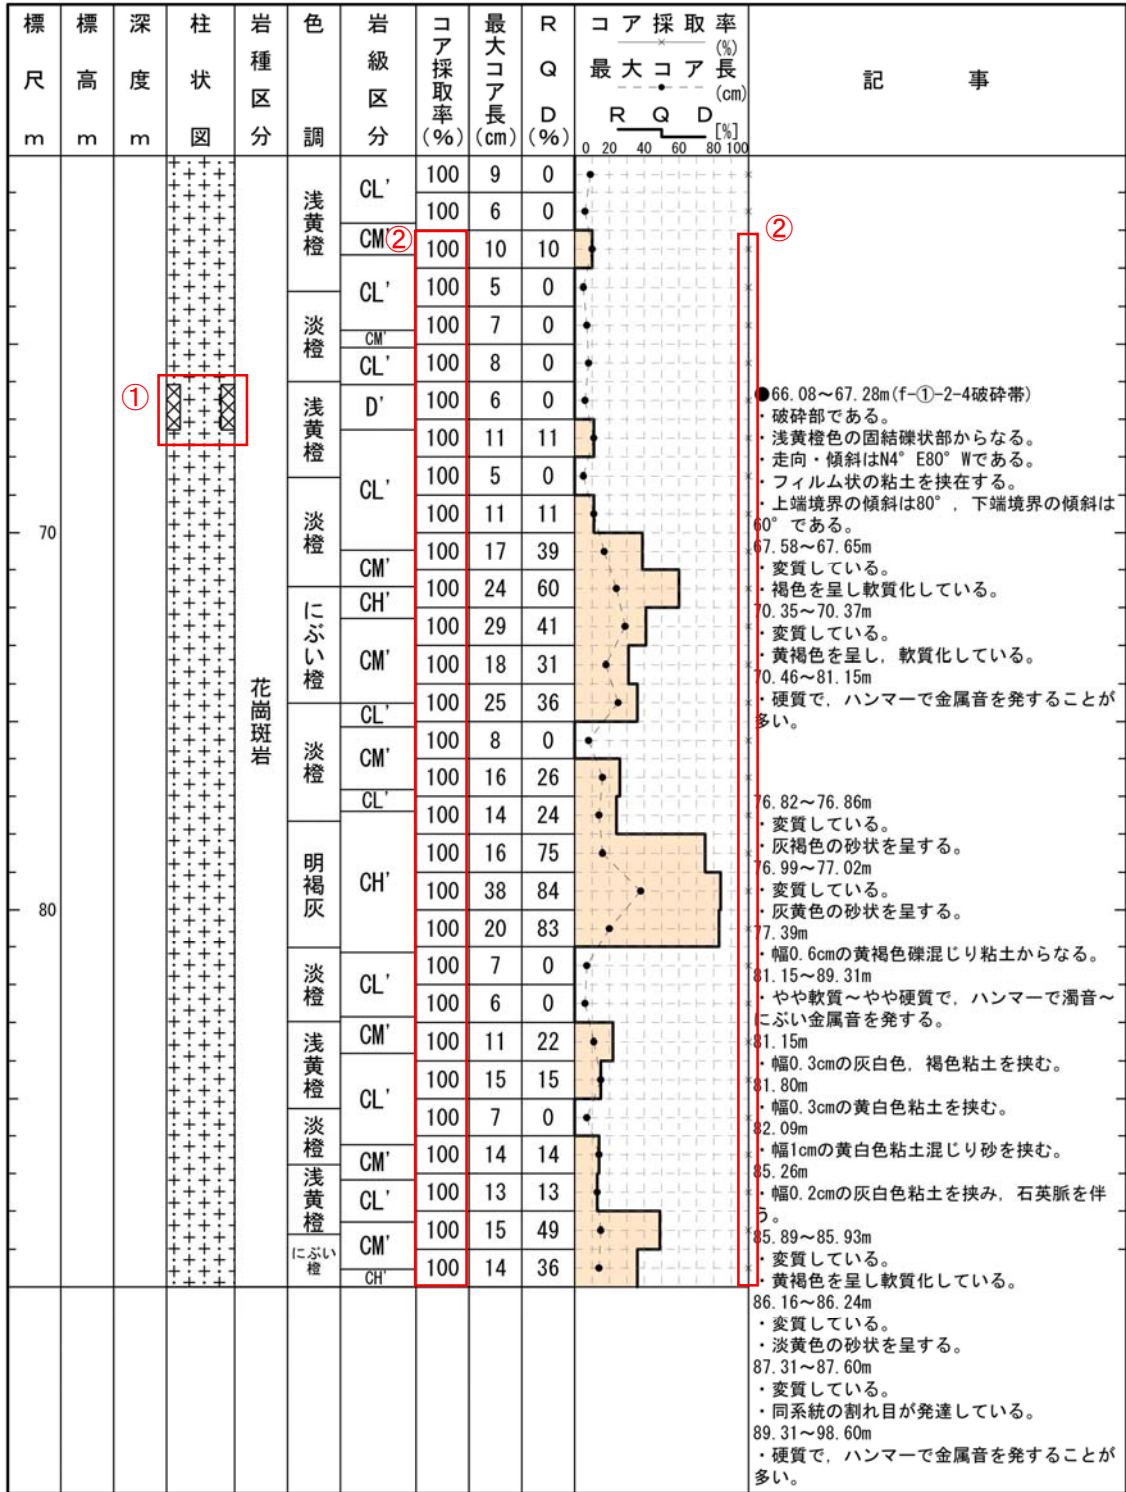 標尺m
標高m
深度m
柱状図
岩種区分
色調
岩級区分
コア採取率(%)
最大コア長(cm)
RQD(%)
コア採取率
(%)
最大コア長
(cm)
RQD
[%]
0 20 40 60 80 100
記事
70
80
①
②
②
花崗斑岩
浅黄橙
淡橙
浅黄橙
淡橙
にぶい橙
淡橙
明褐灰
淡橙
浅黄橙
淡橙
浅黄橙
にぶい橙
CL'
CM'
CL'
CM'
CL'
D'
CL'
CM'
CH'
CM'
CL'
CM'
CL'
CH'
CL'
CM'
CL'
CM'
CL'
CM'
CH'
100 9 0
100 6 0
100 10 10
100 5 0
100 7 0
100 8 0
100 6 0
100 11 11
100 5 0
100 11 11
100 17 39
100 24 60
100 29 41
100 18 31
100 25 36
100 8 0
100 16 26
100 14 24
100 16 75
100 38 84
100 20 83
100 7 0
100 6 0
100 11 22
100 15 15
100 7 0
100 14 14
100 13 13
100 15 49
100 14 36
●66.08～67.28m(f-①-2-4破砕帯)
・破砕部である。
・浅黄橙色の固結礫状部からなる。
・走向・傾斜はN4°E80°Wである。
・フィルム状の粘土を挟在する。
・上端境界の傾斜は80°，下端境界の傾斜は
60°である。
67.58～67.65m
・変質している。
・褐色を呈し軟質化している。
70.35～70.37m
・変質している。
・黄褐色を呈し，軟質化している。
70.46～81.15m
・硬質で，ハンマーで金属音を発することが
多い。
76.82～76.86m
・変質している。
・灰褐色の砂状を呈する。
76.99～77.02m
・変質している。
・灰黄色の砂状を呈する。
77.39m
・幅0.6cmの黄褐色礫混じり粘土からなる。
81.15～89.31m
・やや軟質～やや硬質で，ハンマーで濁音～
にぶい金属音を発する。
81.15m
・幅0.3cmの灰白色，褐色粘土を挟む。
81.80m
・幅0.3cmの黄白色粘土を挟む。
82.09m
・幅1cmの黄白色粘土混じり砂を挟む。
85.26m
・幅0.2cmの灰白色粘土を挟み，石英脈を伴
う。
85.89～85.93m
・変質している。
・黄褐色を呈し軟質化している。
86.16～86.24m
・変質している。
・淡黄色の砂状を呈する。
87.31～87.60m
・変質している。
・同系統の割れ目が発達している。
89.31～98.60m
・硬質で，ハンマーで金属音を発することが
多い。